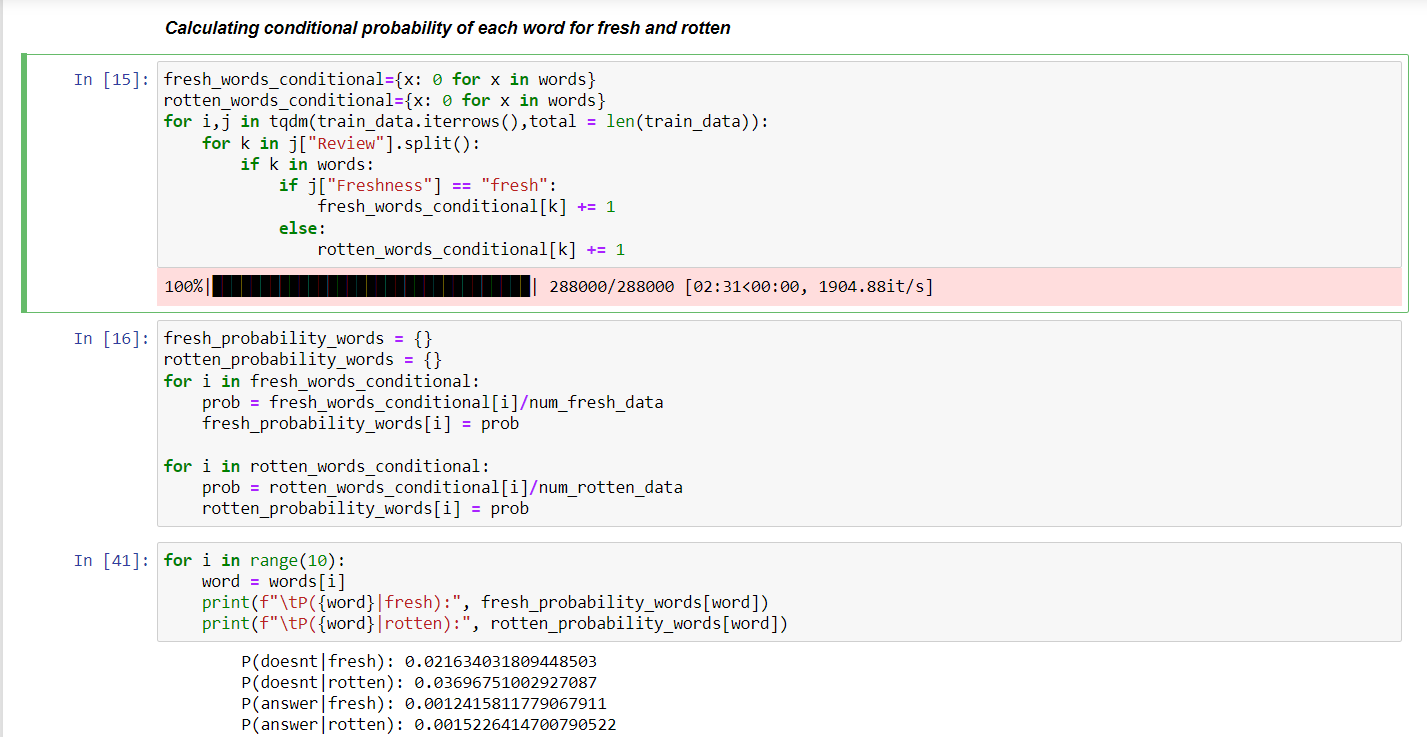 Calculating conditional probability of each word for fresh and rotten
In [15]: fresh_words_conditional={x: 0 for x in words}
rotten_words_conditional={x: 0 for x in words}
for i,j in tqdm(train_data.iterrows(),total = len(train_data)):
    for k in j["Review"].split():
        if k in words:
            if j["Freshness"] == "fresh":
                fresh_words_conditional[k] += 1
            else:
                rotten_words_conditional[k] += 1
100%|██████████| 288000/288000 [02:31<00:00, 1904.88it/s]
In [16]: fresh_probability_words = {}
rotten_probability_words = {}
for i in fresh_words_conditional:
    prob = fresh_words_conditional[i]/num_fresh_data
    fresh_probability_words[i] = prob
for i in rotten_words_conditional:
    prob = rotten_words_conditional[i]/num_rotten_data
    rotten_probability_words[i] = prob
In [41]: for i in range(10):
    word = words[i]
    print(f"\tP({word}|fresh):", fresh_probability_words[word])
    print(f"\tP({word}|rotten):", rotten_probability_words[word])
P(doesnt|fresh): 0.021634031809448503
P(doesnt|rotten): 0.03696751002927087
P(answer|fresh): 0.0012415811779067911
P(answer|rotten): 0.0015226414700790522